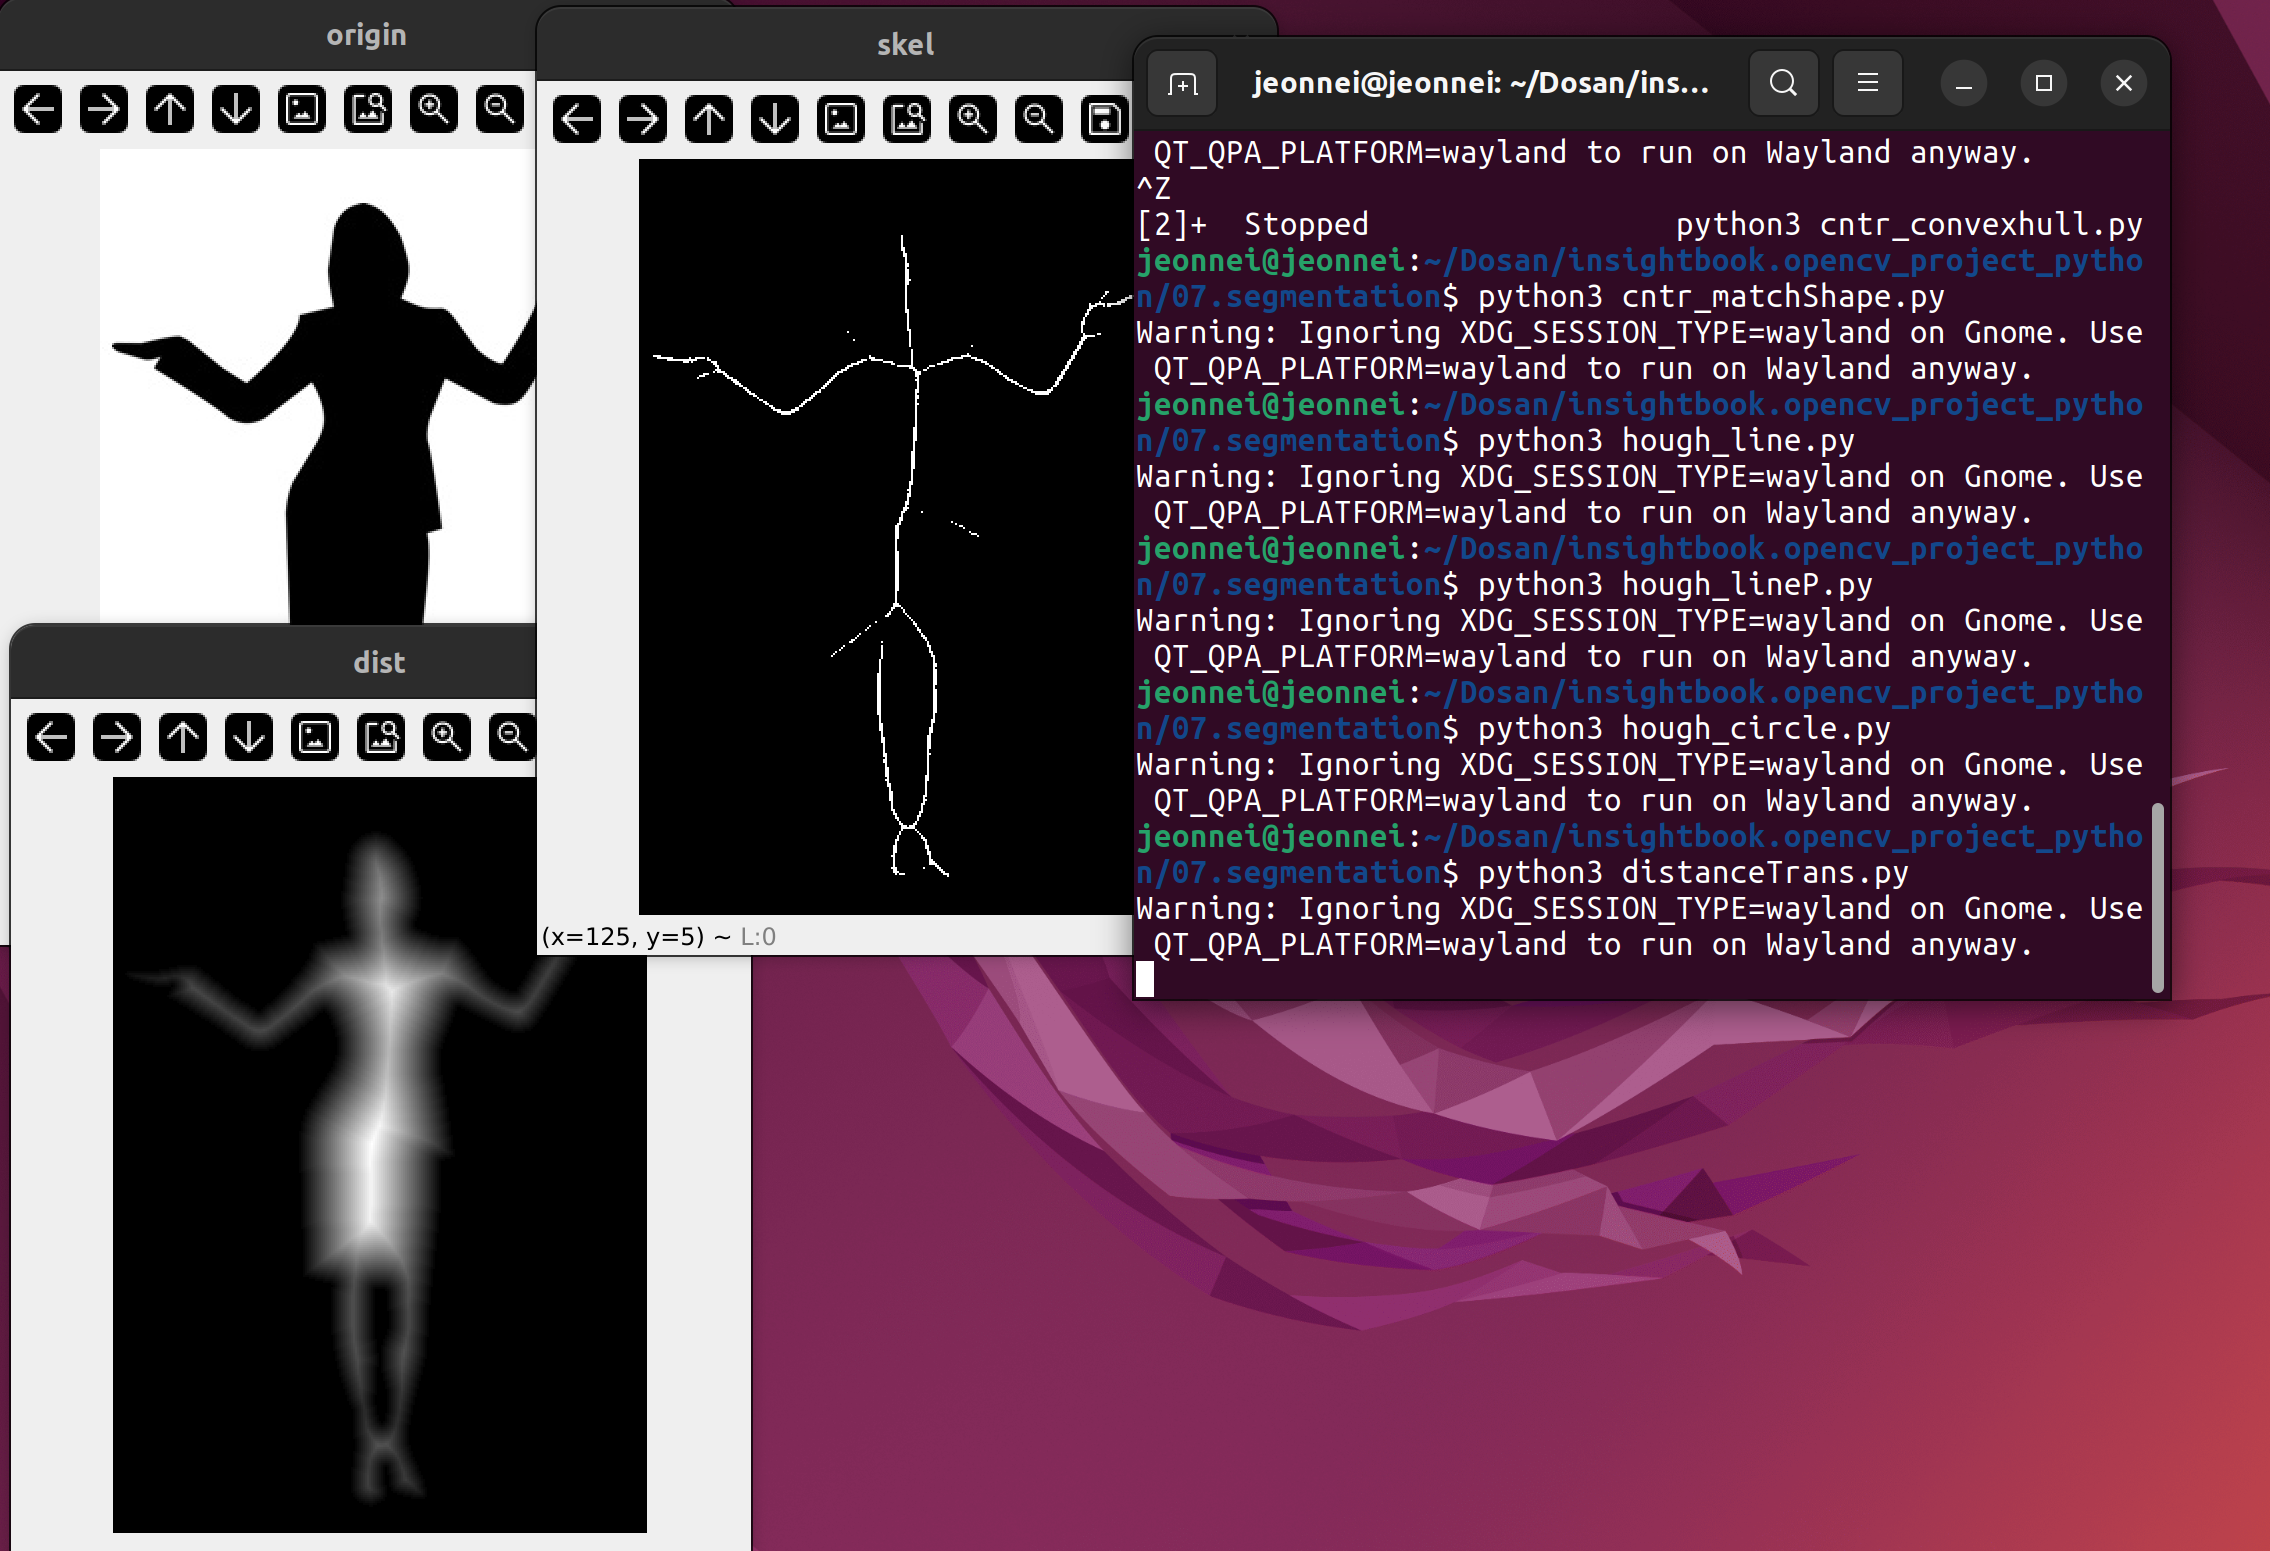 origin
skel
dist
(x=125, y=5) ~ L:0
jeonnei@jeonnei: ~/Dosan/ins...
QT_QPA_PLATFORM=wayland to run on Wayland anyway.
^Z
[2]+  Stopped                 python3 cntr_convexhull.py
jeonnei@jeonnei:~/Dosan/insightbook.opencv_project_pytho
n/07.segmentation$ python3 cntr_matchShape.py
Warning: Ignoring XDG_SESSION_TYPE=wayland on Gnome. Use
QT_QPA_PLATFORM=wayland to run on Wayland anyway.
jeonnei@jeonnei:~/Dosan/insightbook.opencv_project_pytho
n/07.segmentation$ python3 hough_line.py
Warning: Ignoring XDG_SESSION_TYPE=wayland on Gnome. Use
QT_QPA_PLATFORM=wayland to run on Wayland anyway.
jeonnei@jeonnei:~/Dosan/insightbook.opencv_project_pytho
n/07.segmentation$ python3 hough_lineP.py
Warning: Ignoring XDG_SESSION_TYPE=wayland on Gnome. Use
QT_QPA_PLATFORM=wayland to run on Wayland anyway.
jeonnei@jeonnei:~/Dosan/insightbook.opencv_project_pytho
n/07.segmentation$ python3 hough_circle.py
Warning: Ignoring XDG_SESSION_TYPE=wayland on Gnome. Use
QT_QPA_PLATFORM=wayland to run on Wayland anyway.
jeonnei@jeonnei:~/Dosan/insightbook.opencv_project_pytho
n/07.segmentation$ python3 distanceTrans.py
Warning: Ignoring XDG_SESSION_TYPE=wayland on Gnome. Use
QT_QPA_PLATFORM=wayland to run on Wayland anyway.